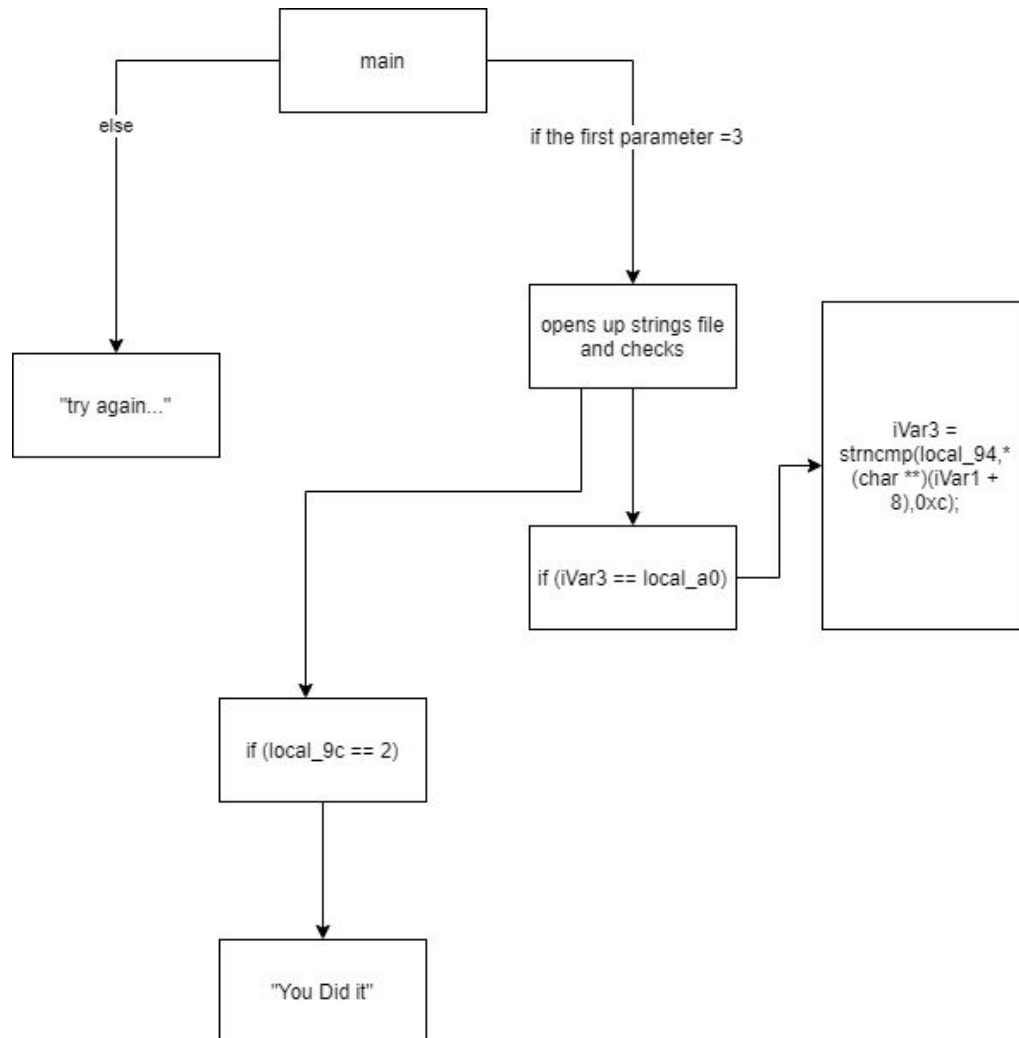 main
else
if the first parameter =3
opens up strings file
and checks
"try again..."
iVar3 =
strncmp(local_94,*
(char **)(iVar1 +
8),0xc);
if (iVar3 == local_a0)
if (local_9c == 2)
"You Did it"